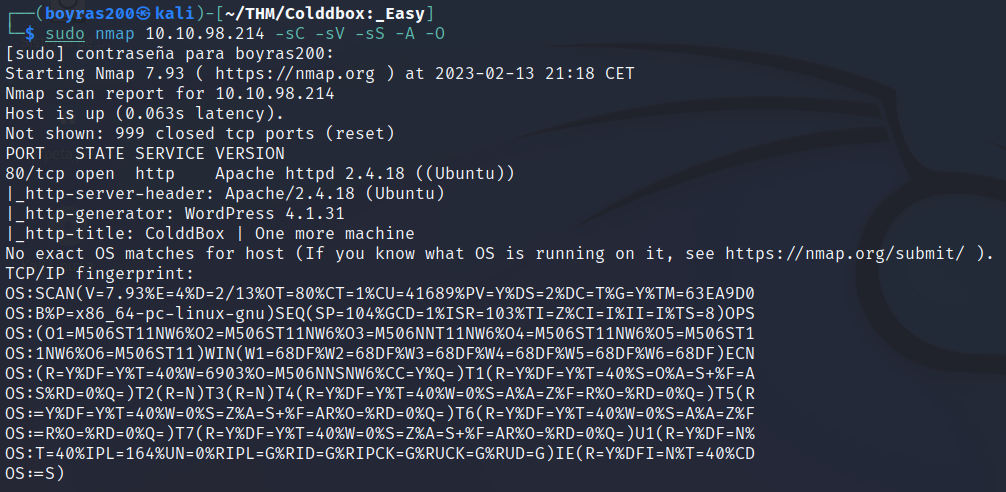 ┌──(boyras200㉿kali)-[~/THM/Colddbox:_Easy]
└─$ sudo nmap 10.10.98.214 -sC -sV -sS -A -O
[sudo] contraseña para boyras200:
Starting Nmap 7.93 ( https://nmap.org ) at 2023-02-13 21:18 CET
Nmap scan report for 10.10.98.214
Host is up (0.063s latency).
Not shown: 999 closed tcp ports (reset)
PORT   STATE SERVICE VERSION
80/tcp open  http    Apache httpd 2.4.18 ((Ubuntu))
|_http-server-header: Apache/2.4.18 (Ubuntu)
|_http-generator: WordPress 4.1.31
|_http-title: ColddBox | One more machine
No exact OS matches for host (If you know what OS is running on it, see https://nmap.org/submit/ ).
TCP/IP fingerprint:
OS:SCAN(V=7.93%E=4%D=2/13%OT=80%CT=1%CU=41689%PV=Y%DS=2%DC=T%G=Y%TM=63EA9D0
OS:B%P=x86_64-pc-linux-gnu)SEQ(SP=104%GCD=1%ISR=103%TI=Z%CI=I%II=I%TS=8)OPS
OS:(O1=M506ST11NW6%O2=M506ST11NW6%O3=M506NNT11NW6%O4=M506ST11NW6%O5=M506ST1
OS:1NW6%O6=M506ST11)WIN(W1=68DF%W2=68DF%W3=68DF%W4=68DF%W5=68DF%W6=68DF)ECN
OS:(R=Y%DF=Y%T=40%W=6903%O=M506NNSNW6%CC=Y%Q=)T1(R=Y%DF=Y%T=40%S=O%A=S+%F=A
OS:S%RD=0%Q=)T2(R=N)T3(R=N)T4(R=Y%DF=Y%T=40%W=0%S=A%A=Z%F=R%O=%RD=0%Q=)T5(R
OS:=Y%DF=Y%T=40%W=0%S=Z%A=S+%F=AR%O=%RD=0%Q=)T6(R=Y%DF=Y%T=40%W=0%S=A%A=Z%F
OS:=R%O=%RD=0%Q=)T7(R=Y%DF=Y%T=40%W=0%S=Z%A=S+%F=AR%O=%RD=0%Q=)U1(R=Y%DF=N%
OS:T=40%IPL=164%UN=0%RIPL=G%RID=G%RIPCK=G%RUCK=G%RUD=G)IE(R=Y%DFI=N%T=40%CD
OS:=S)